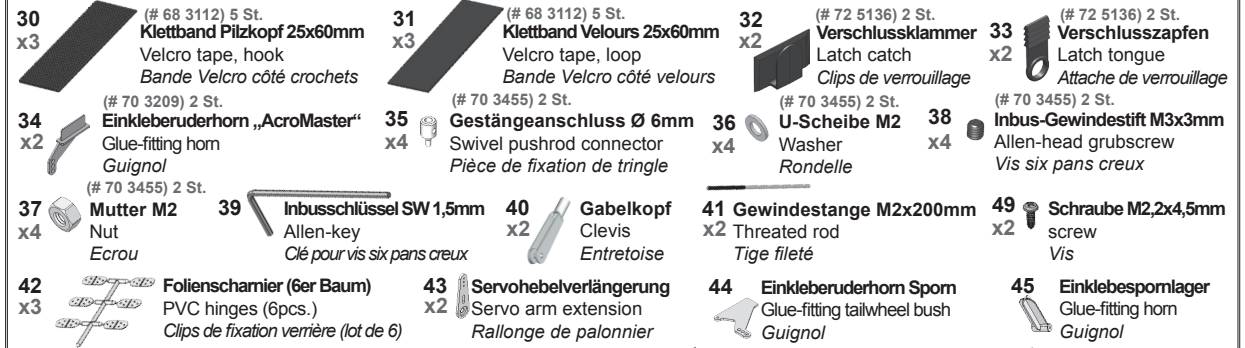 30
x3
(# 68 3112) 5 St.
Klettband Pilzkopf 25x60mm
Velcro tape, hook
Bande Velcro côté crochets
31
x3
(# 68 3112) 5 St.
Klettband Velours 25x60mm
Velcro tape, loop
Bande Velcro côté velours
32
x2
(# 72 5136) 2 St.
Verschlussklammer
Latch catch
Clips de verrouillage
33
x2
(# 72 5136) 2 St.
Verschlusszapfen
Latch tongue
Attache de verrouillage
34
x2
(# 70 3209) 2 St.
Einkleberuderhorn „AcroMaster“
Glue-fitting horn
Guignol
35
x4
(# 70 3455) 2 St.
Gestängeanschluss Ø 6mm
Swivel pushrod connector
Pièce de fixation de tringle
36
x4
(# 70 3455) 2 St.
U-Scheibe M2
Washer
Rondelle
38
x4
(# 70 3455) 2 St.
Inbus-Gewindestift M3x3mm
Allen-head grubscrew
Vis six pans creux
37
x4
(# 70 3455) 2 St.
Mutter M2
Nut
Ecrou
39
Inbusschlüssel SW 1,5mm
Allen-key
Clé pour vis six pans creux
40
x2
Gabelkopf
Clevis
Entretoise
41
x2
Gewindestange M2x200mm
Threated rod
Tige fileté
49
x2
Schraube M2,2x4,5mm
screw
Vis
42
x3
Folienscharnier (6er Baum)
PVC hinges (6pcs.)
Clips de fixation verrière (lot de 6)
43
x2
Servohebelverlängerung
Servo arm extension
Rallonge de palonnier
44
Einkleberuderhorn Sporn
Glue-fitting tailwheel bush
Guignol
45
Einklebespornlager
Glue-fitting horn
Guignol